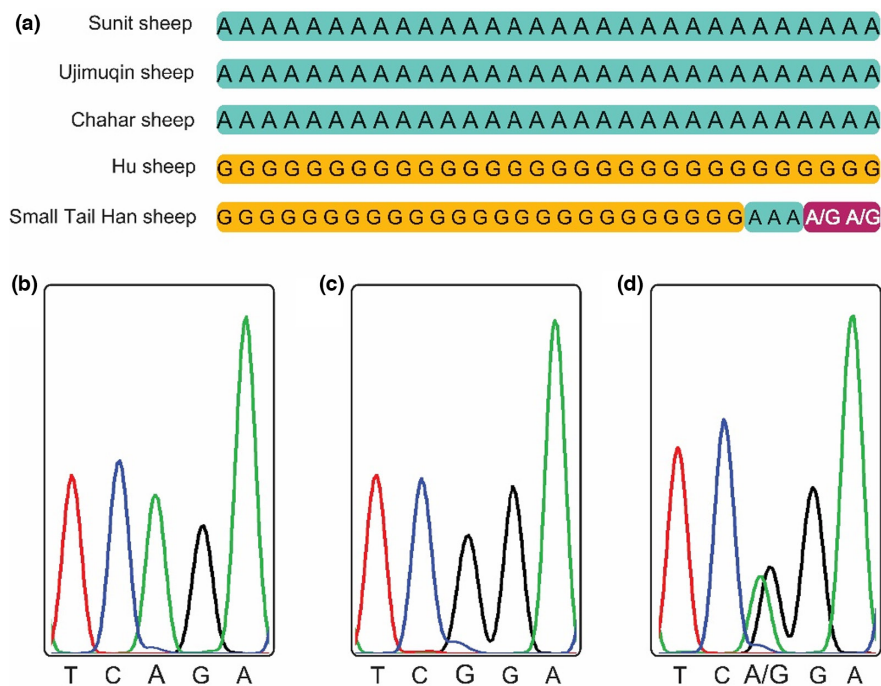 (a)
Sunit sheep A A A A A A A A A A A A A A A A A A A A A A A A A A A A A A
Ujimuqin sheep A A A A A A A A A A A A A A A A A A A A A A A A A A A A A A
Chahar sheep A A A A A A A A A A A A A A A A A A A A A A A A A A A A A A
Hu sheep G G G G G G G G G G G G G G G G G G G G G G G G G G G G G G
Small Tail Han sheep G G G G G G G G G G G G G G G G G G G G G G G G A A A A/G A/G
(b) (c) (d)
T C A G A T C G G A T C A/G G A